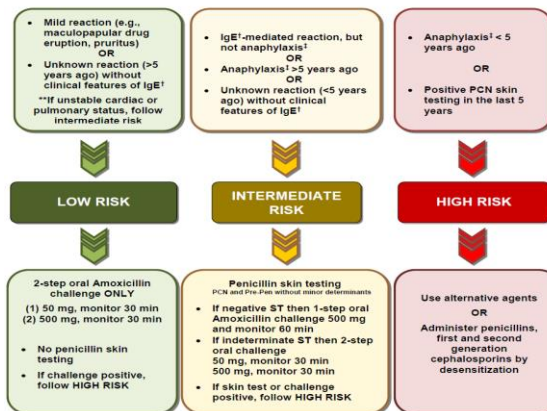 • Mild reaction (e.g.,
maculopapular drug
eruption, pruritus)
OR
• Unknown reaction (>5
years ago) without
clinical features of IgE†
**If unstable cardiac or
pulmonary status, follow
intermediate risk
LOW RISK
2-step oral Amoxicillin
challenge ONLY
(1) 50 mg, monitor 30 min
(2) 500 mg, monitor 30 min
• No penicillin skin
testing
• If challenge positive,
follow HIGH RISK
• IgE†-mediated reaction, but
not anaphylaxis‡
OR
• Anaphylaxis‡ >5 years ago
OR
• Unknown reaction (<5 years
ago) without clinical
features of IgE†
INTERMEDIATE
RISK
Penicillin skin testing
PCN and Pre-Pen without minor determinants
• If negative ST then 1-step oral
Amoxicillin challenge 500 mg
and monitor 60 min
• If indeterminate ST then 2-step
oral challenge
50 mg, monitor 30 min
500 mg, monitor 30 min
• If skin test or challenge
positive, follow HIGH RISK
• Anaphylaxis‡ < 5
years ago
OR
• Positive PCN skin
testing in the last 5
years
HIGH RISK
Use alternative agents
OR
Administer penicillins,
first and second
generation
cephalosporins by
desensitization